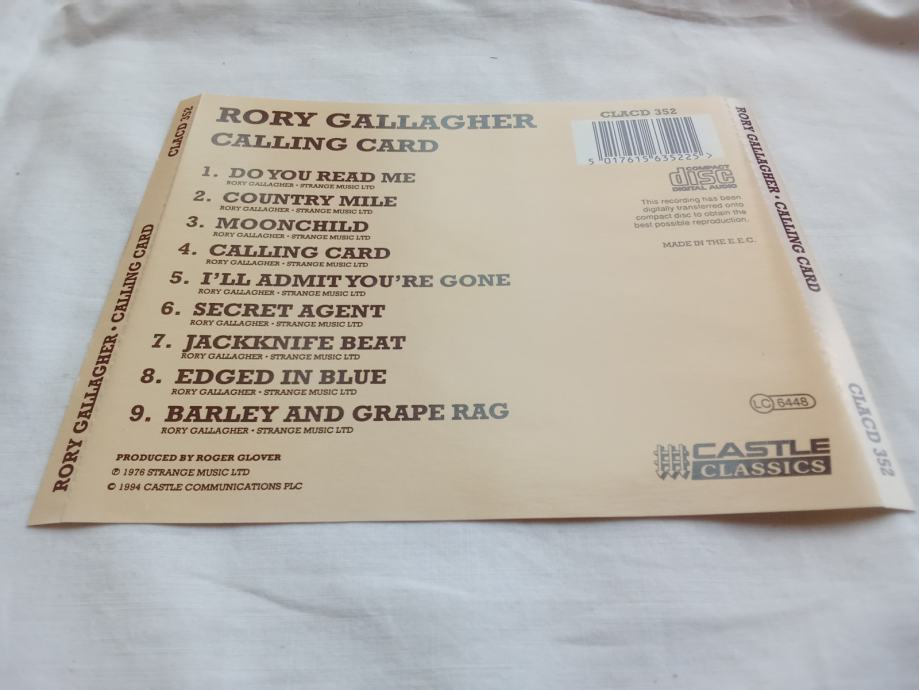 RORY GALLAGHER
CALLING CARD
1. DO YOU READ ME
RORY GALLAGHER • STRANGE MUSIC LTD
2. COUNTRY MILE
RORY GALLAGHER • STRANGE MUSIC LTD
3. MOONCHILD
RORY GALLAGHER • STRANGE MUSIC LTD
4. CALLING CARD
RORY GALLAGHER • STRANGE MUSIC LTD
5. I'LL ADMIT YOU'RE GONE
RORY GALLAGHER • STRANGE MUSIC LTD
6. SECRET AGENT
RORY GALLAGHER • STRANGE MUSIC LTD
7. JACKKNIFE BEAT
RORY GALLAGHER • STRANGE MUSIC LTD
8. EDGED IN BLUE
RORY GALLAGHER • STRANGE MUSIC LTD
9. BARLEY AND GRAPE RAG
RORY GALLAGHER • STRANGE MUSIC LTD
PRODUCED BY ROGER GLOVER
℗ 1976 STRANGE MUSIC LTD
© 1994 CASTLE COMMUNICATIONS PLC
CLACD 352
5 017615 635225 >
COMPACT
disc
DIGITAL AUDIO
This recording has been
digitally transferred onto
compact disc to obtain the
best possible reproduction.
MADE IN THE E.E.C.
LC 6448
CASTLE
CLASSICS
RORY GALLAGHER • CALLING CARD CLACD 352
RORY GALLAGHER • CALLING CARD CLACD 352